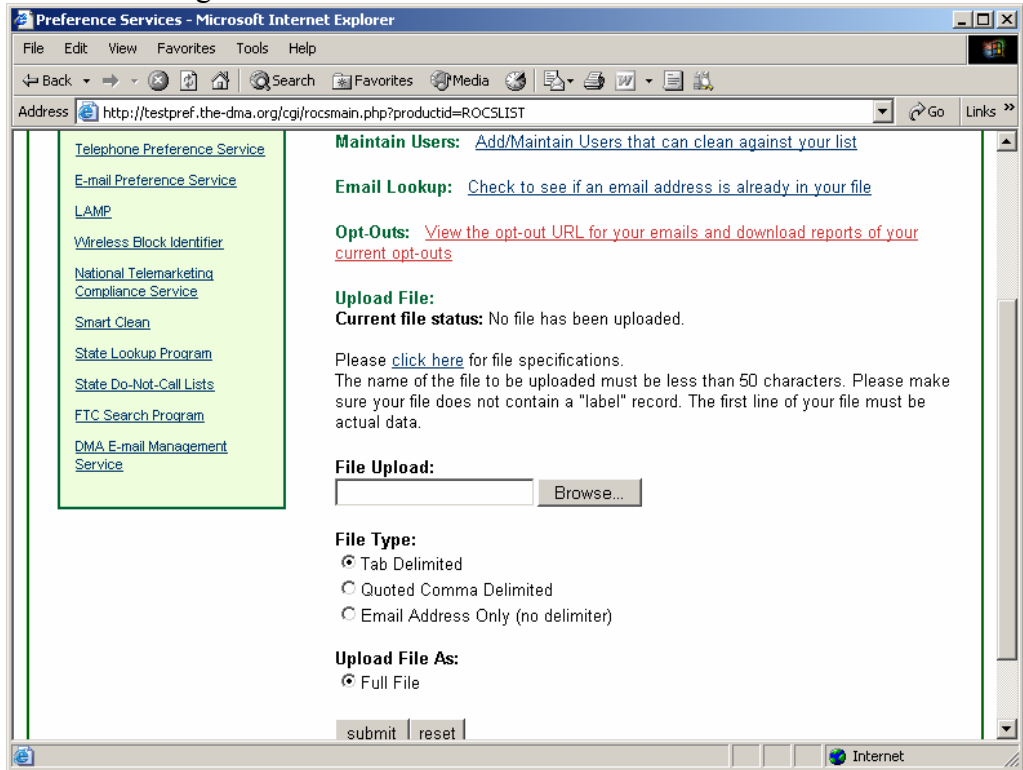 Preference Services - Microsoft Internet Explorer
File Edit View Favorites Tools Help
Back Search Favorites Media
Address http://testpref.the-dma.org/cgi/rocsmain.php?productid=ROCSLIST Go Links »
Telephone Preference Service
E-mail Preference Service
LAMP
Wireless Block Identifier
National Telemarketing
Compliance Service
Smart Clean
State Lookup Program
State Do-Not-Call Lists
FTC Search Program
DMA E-mail Management
Service
Maintain Users: Add/Maintain Users that can clean against your list
Email Lookup: Check to see if an email address is already in your file
Opt-Outs: View the opt-out URL for your emails and download reports of your
current opt-outs
Upload File:
Current file status: No file has been uploaded.
Please click here for file specifications.
The name of the file to be uploaded must be less than 50 characters. Please make
sure your file does not contain a "label" record. The first line of your file must be
actual data.
File Upload:
Browse...
File Type:
Tab Delimited
Quoted Comma Delimited
Email Address Only (no delimiter)
Upload File As:
Full File
submit reset
Internet